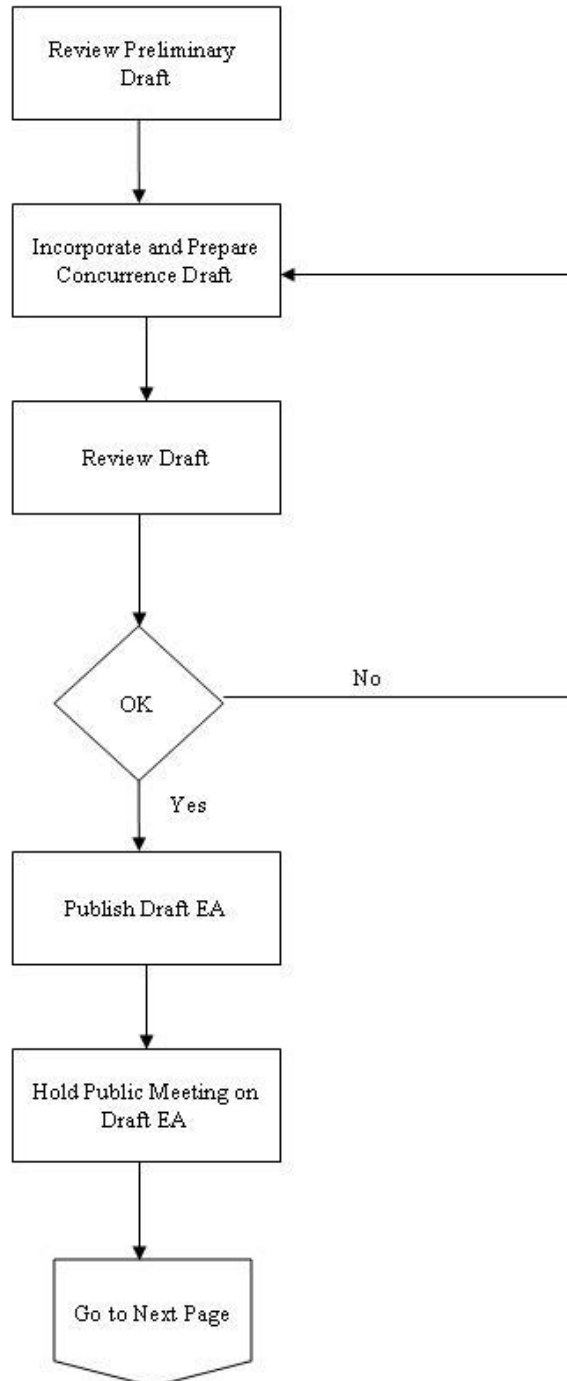 Review Preliminary
Draft
Incorporate and Prepare
Concurrence Draft
Review Draft
OK
No
Yes
Publish Draft EA
Hold Public Meeting on
Draft EA
Go to Next Page